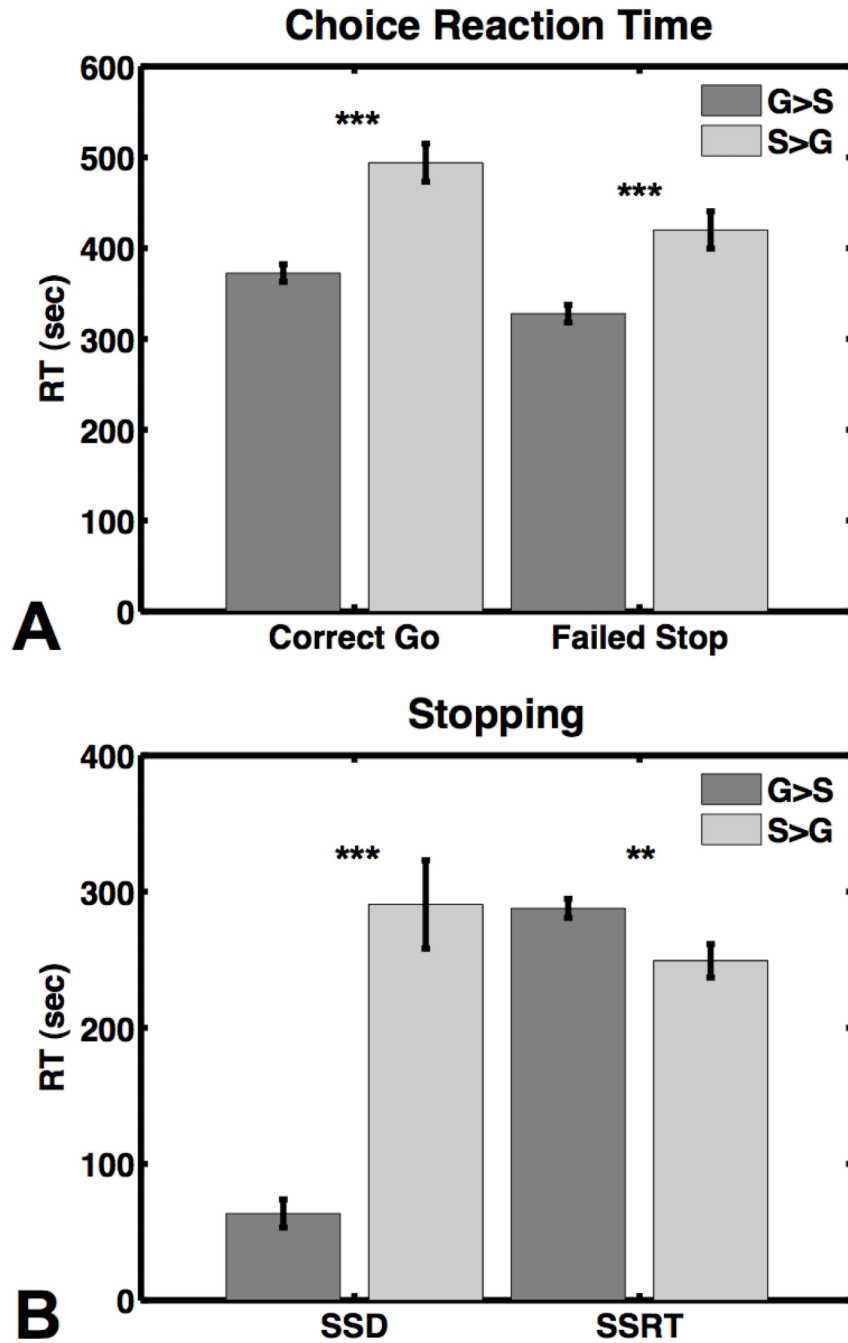 Choice Reaction Time
600
500
400
300
200
100
0
RT (sec)
G>S
S>G
***
***
Correct Go
Failed Stop
A
Stopping
400
300
200
100
0
RT (sec)
G>S
S>G
***
**
SSD
SSRT
B